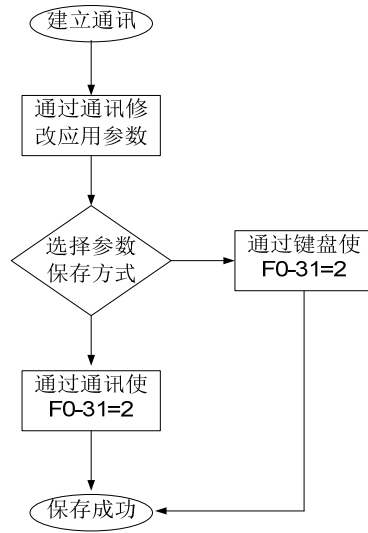 建立通讯
通过通讯修
改应用参数
选择参数
保存方式
通过键盘使
F0-31=2
通过通讯使
F0-31=2
保存成功